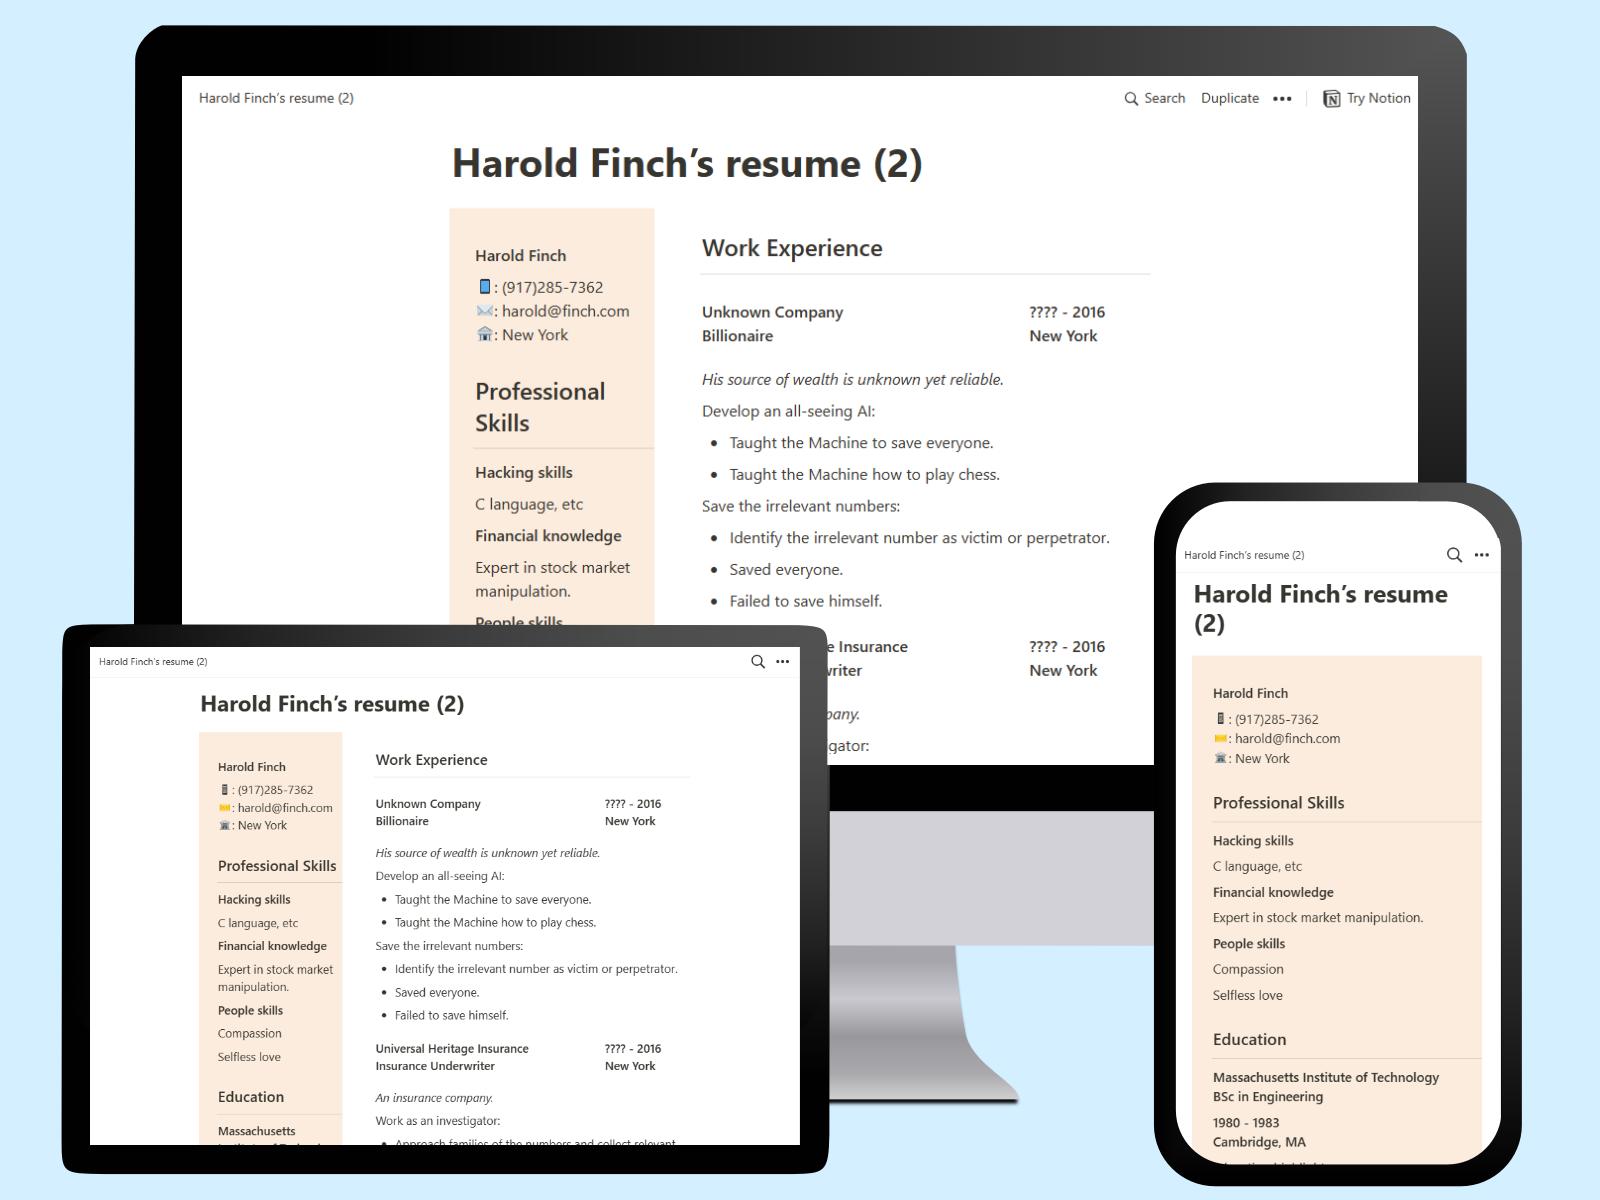 Harold Finch's resume (2)
Search Duplicate ••• Try Notion
Harold Finch's resume (2)
Harold Finch
: (917)285-7362
: harold@finch.com
: New York
Professional
Skills
Hacking skills
C language, etc
Financial knowledge
Expert in stock market
manipulation.
People skills
Work Experience
Unknown Company ???? - 2016
Billionaire New York
His source of wealth is unknown yet reliable.
Develop an all-seeing AI:
• Taught the Machine to save everyone.
• Taught the Machine how to play chess.
Save the irrelevant numbers:
• Identify the irrelevant number as victim or perpetrator.
• Saved everyone.
• Failed to save himself.
e Insurance ???? - 2016
writer New York
pany.
igator:
Harold Finch's resume (2) •••
Harold Finch's resume (2)
Harold Finch
: (917)285-7362
: harold@finch.com
: New York
Professional Skills
Hacking skills
C language, etc
Financial knowledge
Expert in stock market
manipulation.
People skills
Compassion
Selfless love
Education
Massachusetts
Work Experience
Unknown Company ???? - 2016
Billionaire New York
His source of wealth is unknown yet reliable.
Develop an all-seeing AI:
• Taught the Machine to save everyone.
• Taught the Machine how to play chess.
Save the irrelevant numbers:
• Identify the irrelevant number as victim or perpetrator.
• Saved everyone.
• Failed to save himself.
Universal Heritage Insurance ???? - 2016
Insurance Underwriter New York
An insurance company.
Work as an investigator:
• Approach families of the numbers and collect relevant
Harold Finch's resume (2) •••
Harold Finch's resume
(2)
Harold Finch
: (917)285-7362
: harold@finch.com
: New York
Professional Skills
Hacking skills
C language, etc
Financial knowledge
Expert in stock market manipulation.
People skills
Compassion
Selfless love
Education
Massachusetts Institute of Technology
BSc in Engineering
1980 - 1983
Cambridge, MA